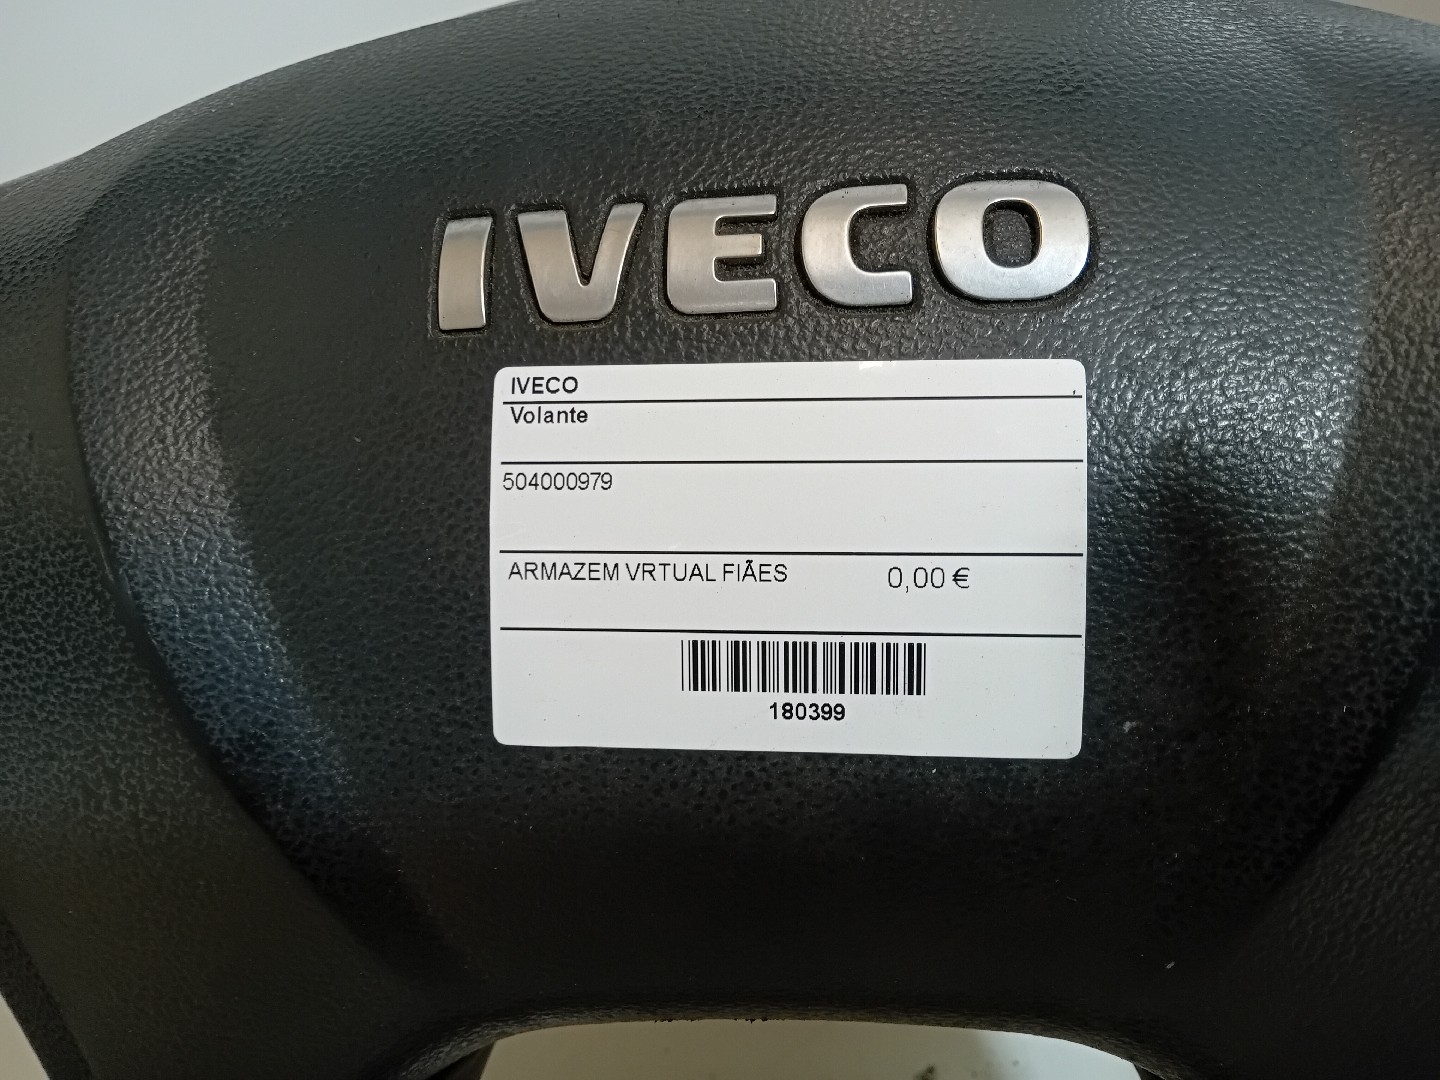 IVECO
IVECO
Volante
504000979
ARMAZEM VRTUAL FIÃES 0,00 €
180399